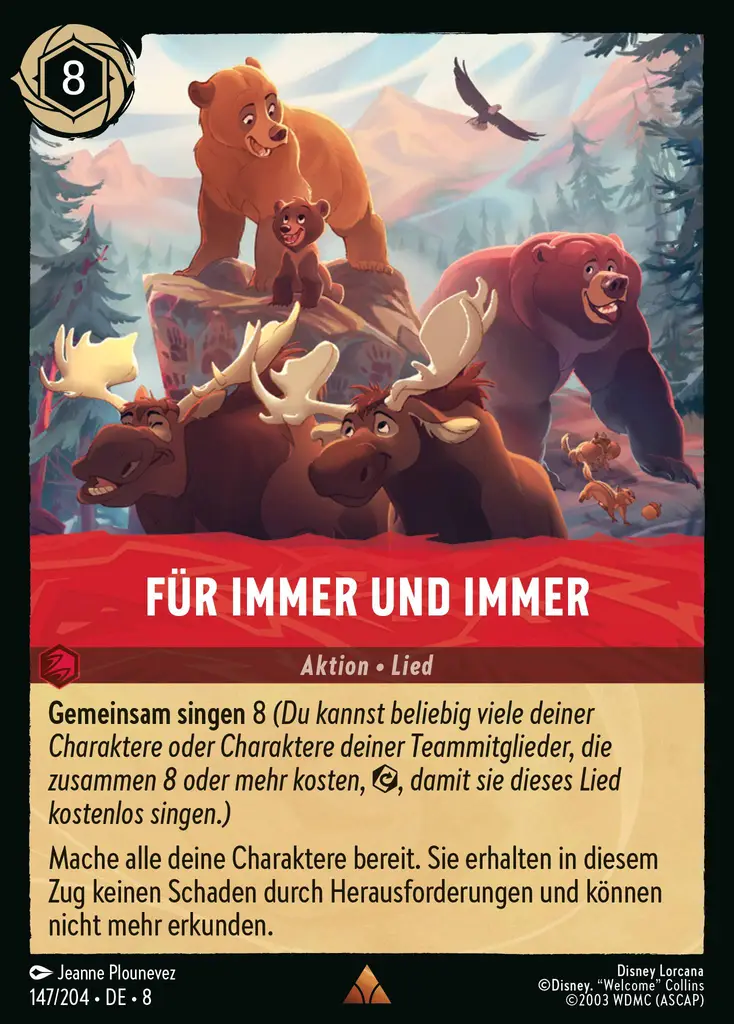 8
FÜR IMMER UND IMMER
Aktion • Lied
Gemeinsam singen 8 (Du kannst beliebig viele deiner
Charaktere oder Charaktere deiner Teammitglieder, die
zusammen 8 oder mehr kosten, , damit sie dieses Lied
kostenlos singen.)
Mache alle deine Charaktere bereit. Sie erhalten in diesem
Zug keinen Schaden durch Herausforderungen und können
nicht mehr erkunden.
Jeanne Plounevez
147/204 • DE • 8
Disney Lorcana
©Disney. “Welcome” Collins
©2003 WDMC (ASCAP)